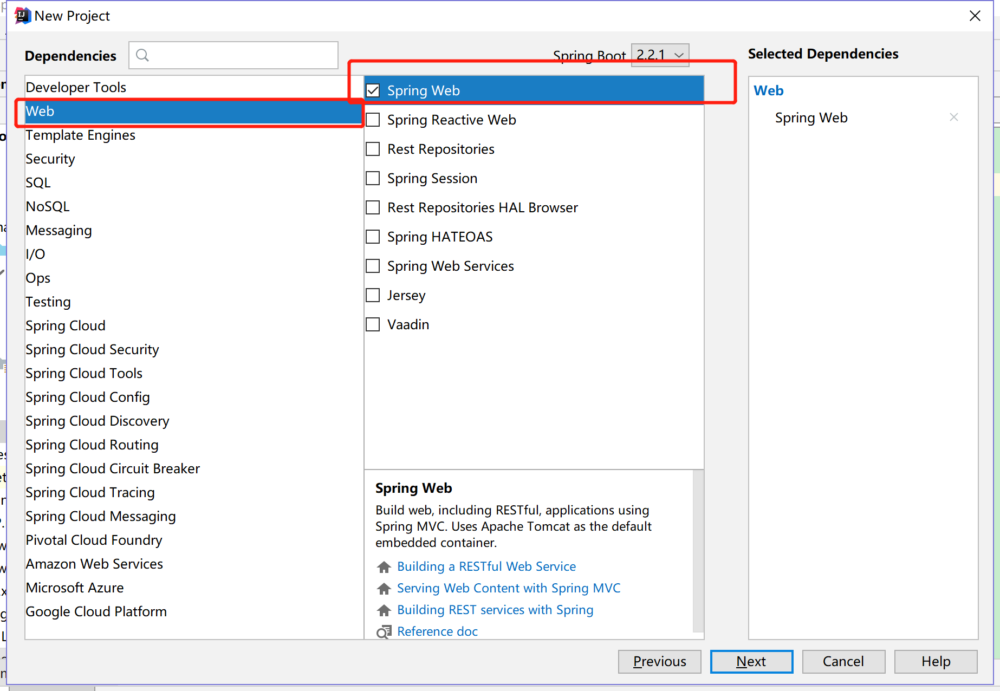 New Project
Dependencies
Spring Boot 2.2.1
Selected Dependencies
Developer Tools
Web
Template Engines
Security
SQL
NoSQL
Messaging
I/O
Ops
Testing
Spring Cloud
Spring Cloud Security
Spring Cloud Tools
Spring Cloud Config
Spring Cloud Discovery
Spring Cloud Routing
Spring Cloud Circuit Breaker
Spring Cloud Tracing
Spring Cloud Messaging
Pivotal Cloud Foundry
Amazon Web Services
Microsoft Azure
Google Cloud Platform
Spring Web
Spring Reactive Web
Rest Repositories
Spring Session
Rest Repositories HAL Browser
Spring HATEOAS
Spring Web Services
Jersey
Vaadin
Spring Web
Build web, including RESTful, applications using
Spring MVC. Uses Apache Tomcat as the default
embedded container.
Building a RESTful Web Service
Serving Web Content with Spring MVC
Building REST services with Spring
Reference doc
Web
Spring Web
Previous
Next
Cancel
Help